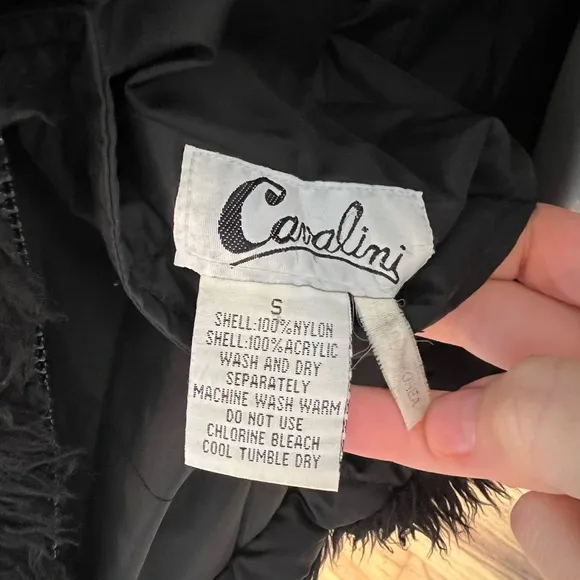 Cavalini
S
SHELL:100%NYLON
SHELL:100%ACRYLIC
WASH AND DRY
SEPARATELY
MACHINE WASH WARM
DO NOT USE
CHLORINE BLEACH
COOL TUMBLE DRY